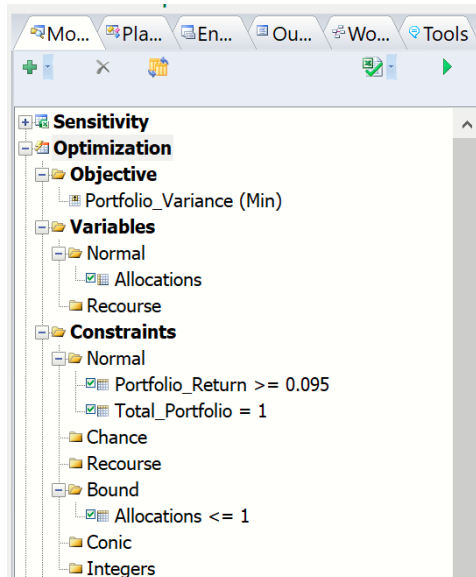 Mo... Pla... En... Ou... Wo... Tools
Sensitivity
Optimization
Objective
Portfolio_Variance (Min)
Variables
Normal
Allocations
Recourse
Constraints
Normal
Portfolio_Return >= 0.095
Total_Portfolio = 1
Chance
Recourse
Bound
Allocations <= 1
Conic
Integers